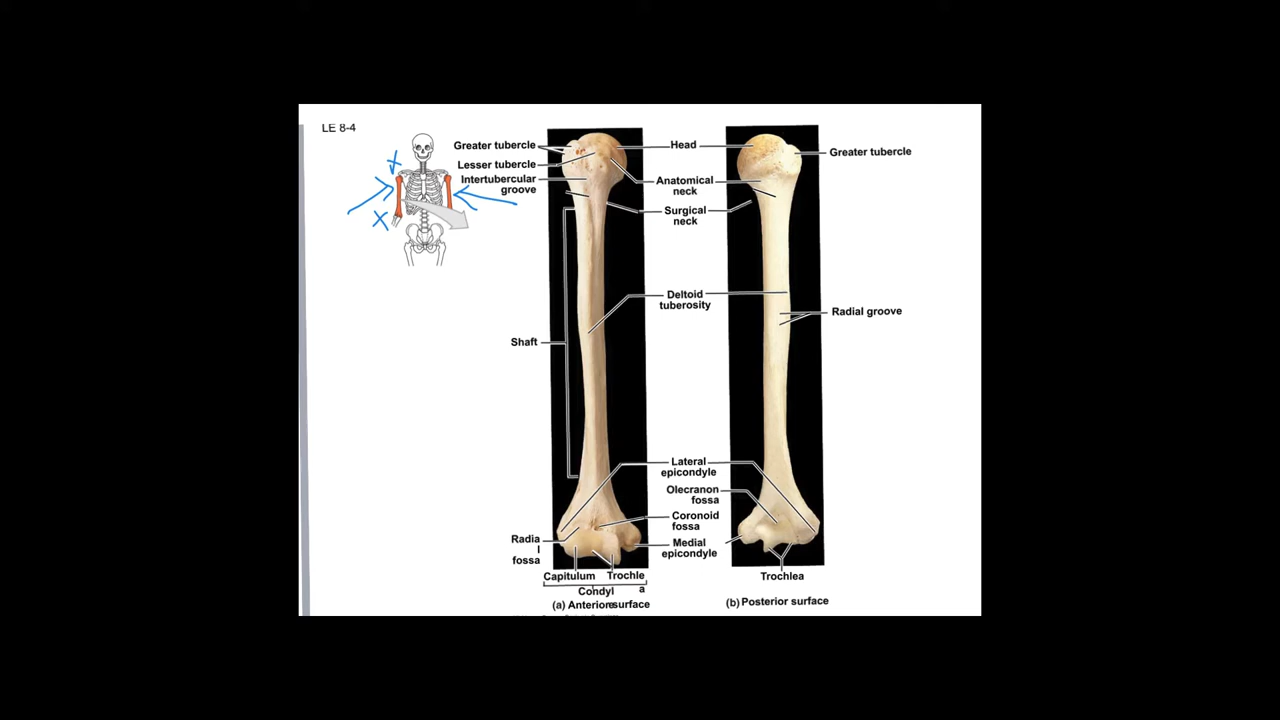 LE 8-4
X
X
Greater tubercle
Lesser tubercle
Intertubercular
groove
Head
Anatomical
neck
Surgical
neck
Greater tubercle
Deltoid
tuberosity
Radial groove
Shaft
Lateral
epicondyle
Olecranon
fossa
Coronoid
fossa
Medial
epicondyle
Radia
l
fossa
Capitulum
Trochle
a
Condyl
e
(a) Anterior surface
Trochlea
(b) Posterior surface